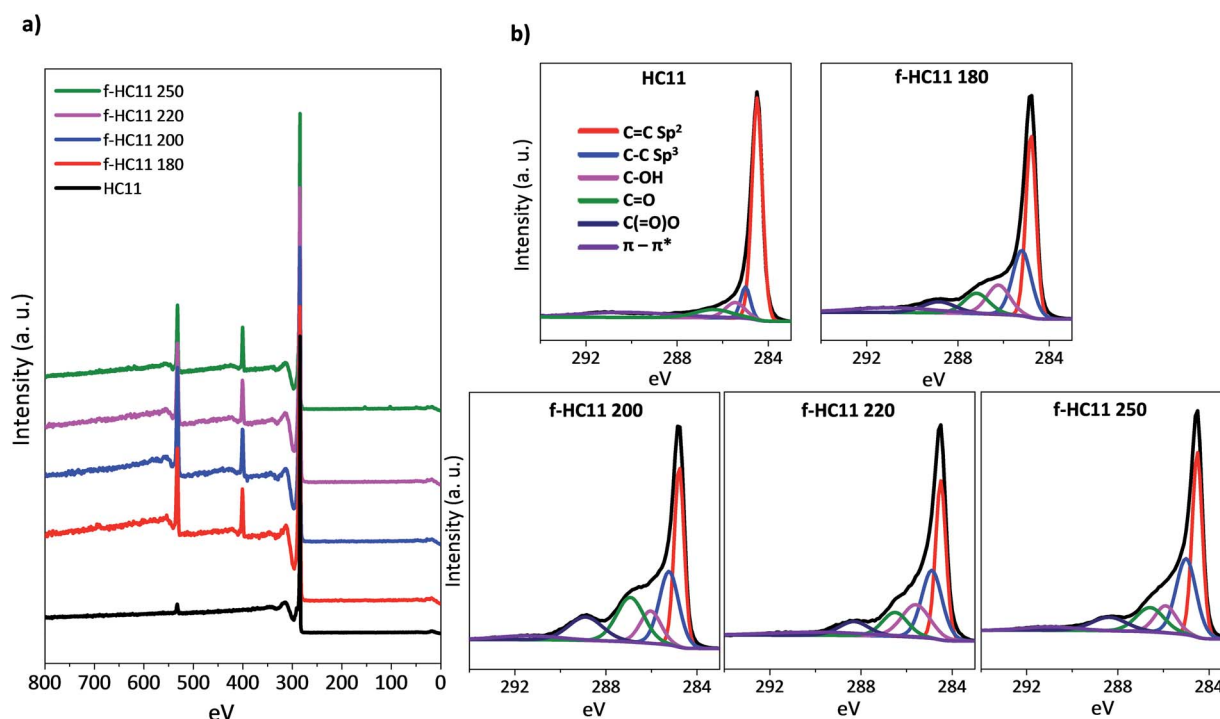 a)
f-HC11 250
f-HC11 220
f-HC11 200
f-HC11 180
HC11
Intensity (a. u.)
800 700 600 500 400 300 200 100 0
eV
b)
HC11
C=C Sp²
C-C Sp³
C-OH
C=O
C(=O)O
π – π*
Intensity (a. u.)
292 288 284
eV
f-HC11 180
292 288 284
eV
f-HC11 200
Intensity (a. u.)
292 288 284
eV
f-HC11 220
292 288 284
eV
f-HC11 250
292 288 284
eV